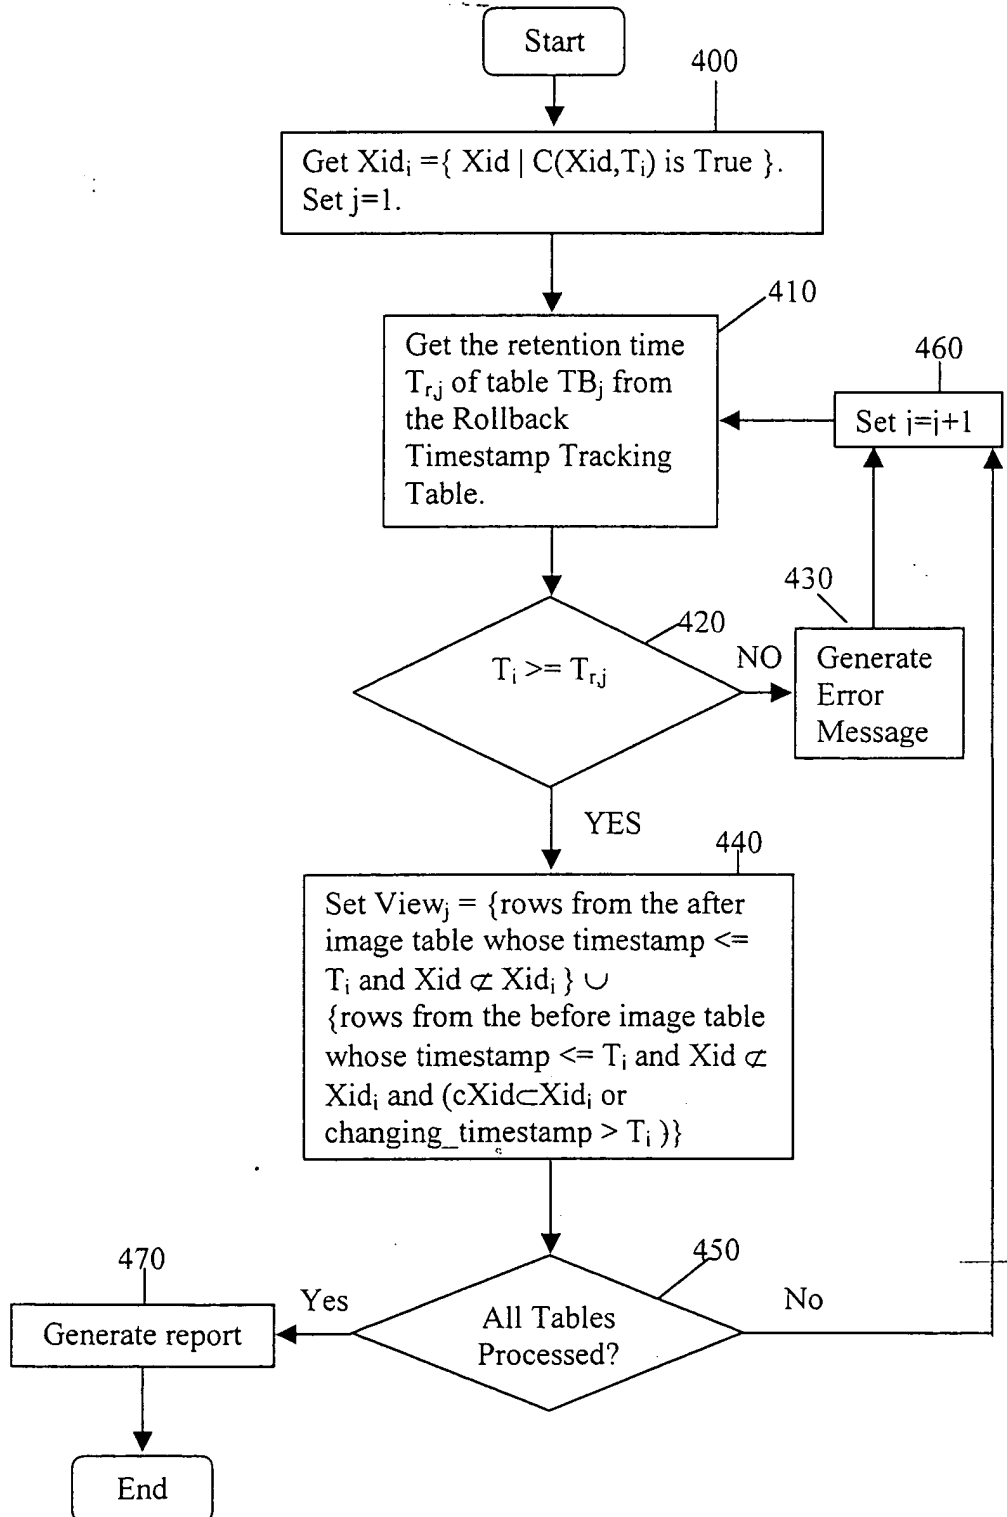 Start
400
Get Xidᵢ ={ Xid | C(Xid,Tᵢ) is True }.
Set j=1.
410
Get the retention time
Tr,j of table TBj from
the Rollback
Timestamp Tracking
Table.
460
Set j=j+1
420
Tᵢ >= Tr,j
NO
430
Generate
Error
Message
YES
440
Set Viewj = {rows from the after
image table whose timestamp <=
Tᵢ and Xid ⊄ Xidᵢ } ∪
{rows from the before image table
whose timestamp <= Tᵢ and Xid ⊄
Xidᵢ and (cXid⊂Xidᵢ or
changing_timestamp > Tᵢ )}
450
All Tables
Processed?
No
Yes
470
Generate report
End